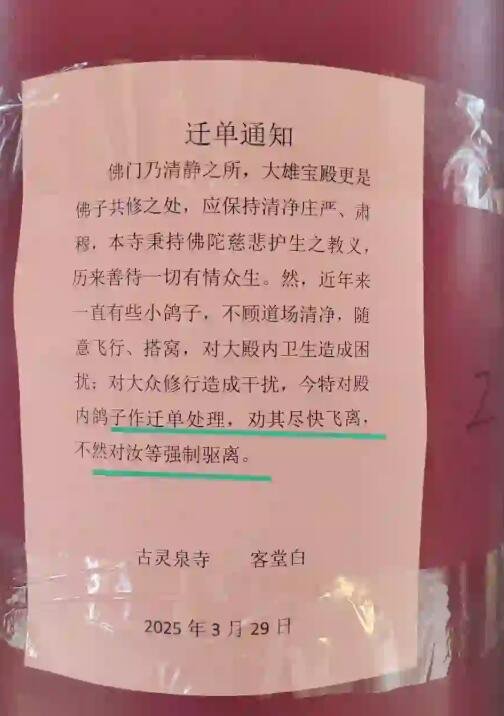 迁单通知
佛门乃清静之所，大雄宝殿更是
佛子共修之处，应保持清净庄严、肃
穆，本寺秉持佛陀慈悲护生之教义，
历来善待一切有情众生。然，近年来
一直有些小鸽子，不顾道场清净，随
意飞行、搭窝，对大殿内卫生造成困
扰；对大众修行造成干扰，今特对殿
内鸽子作迁单处理，劝其尽快飞离，
不然对汝等强制驱离。
古灵泉寺 客堂白
2025 年 3 月 29 日